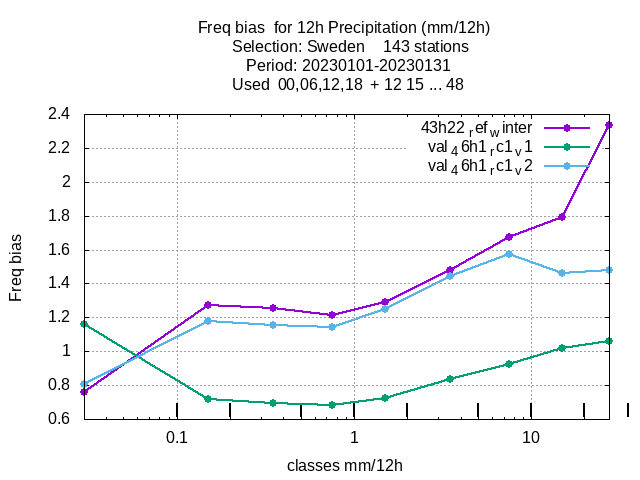 Freq bias  for 12h Precipitation (mm/12h)
Selection: Sweden    143 stations
Period: 20230101-20230131
Used  00,06,12,18  + 12 15 ... 48
43h22_ref_winter
val_46h1_rc1_v1
val_46h1_rc1_v2
2.4
2.2
2
1.8
1.6
1.4
1.2
1
0.8
0.6
Freq bias
0.1 1 10
classes mm/12h